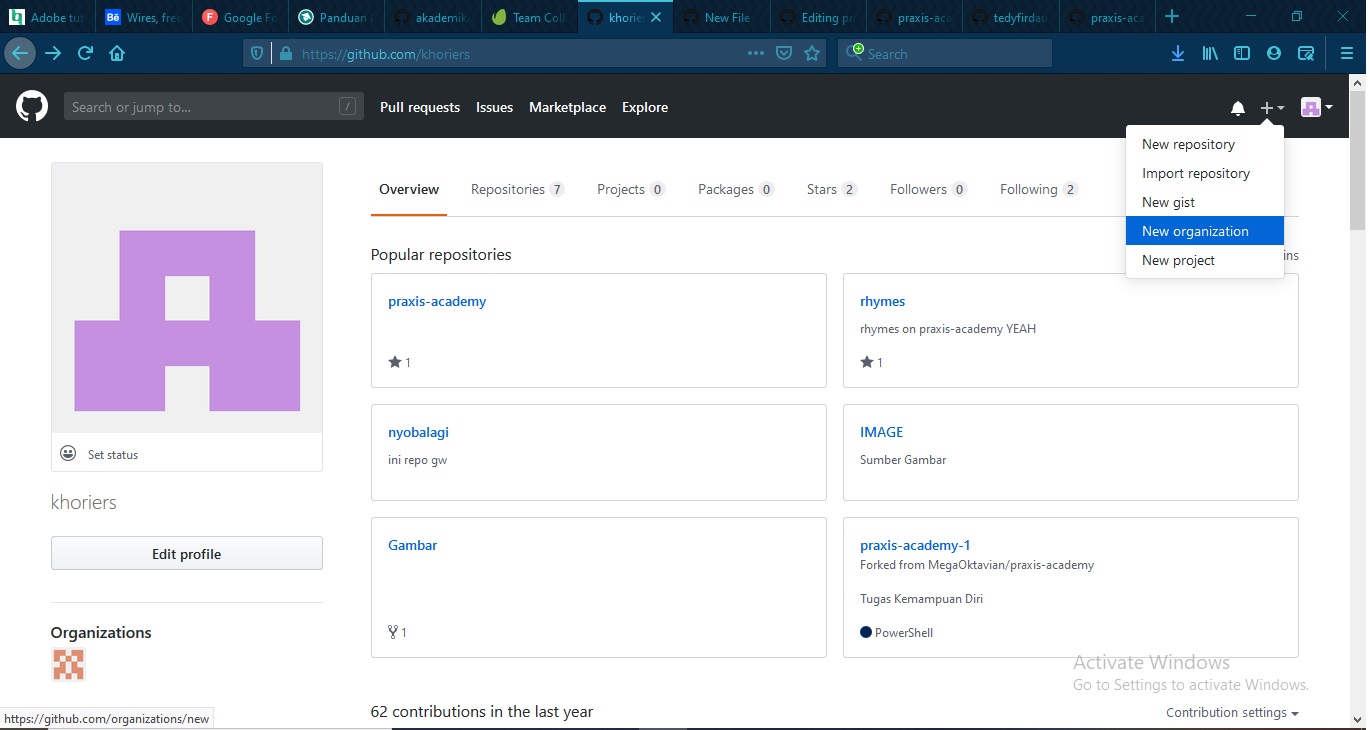 Adobe tut
Bē Wires, free
F Google Fo
Panduan
akademik.
Team Coll
khorier
New File
Editing pr
praxis-aca
tedyfirdau
praxis-aca
https://github.com/khoriers
Search
Search or jump to... /
Pull requests Issues Marketplace Explore
New repository
Import repository
New gist
New organization
New project
Overview Repositories 7 Projects 0 Packages 0 Stars 2 Followers 0 Following 2
Popular repositories
ins
praxis-academy
1
rhymes
rhymes on praxis-academy YEAH
1
nyobalagi
ini repo gw
IMAGE
Sumber Gambar
Gambar
1
praxis-academy-1
Forked from MegaOktavian/praxis-academy
Tugas Kemampuan Diri
PowerShell
Set status
khoriers
Edit profile
Organizations
Activate Windows
Go to Settings to activate Windows.
62 contributions in the last year
Contribution settings
https://github.com/organizations/new